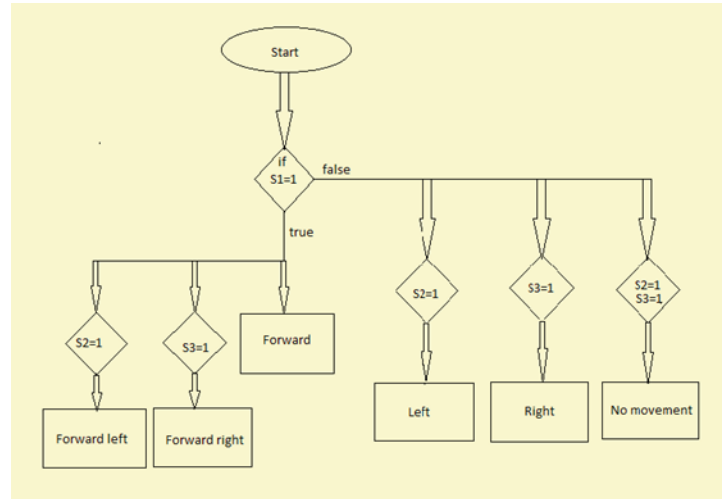 Start
if
S1=1
false
true
S2=1
S3=1
Forward
Forward left
Forward right
S2=1
S3=1
S2=1
S3=1
Left
Right
No movement